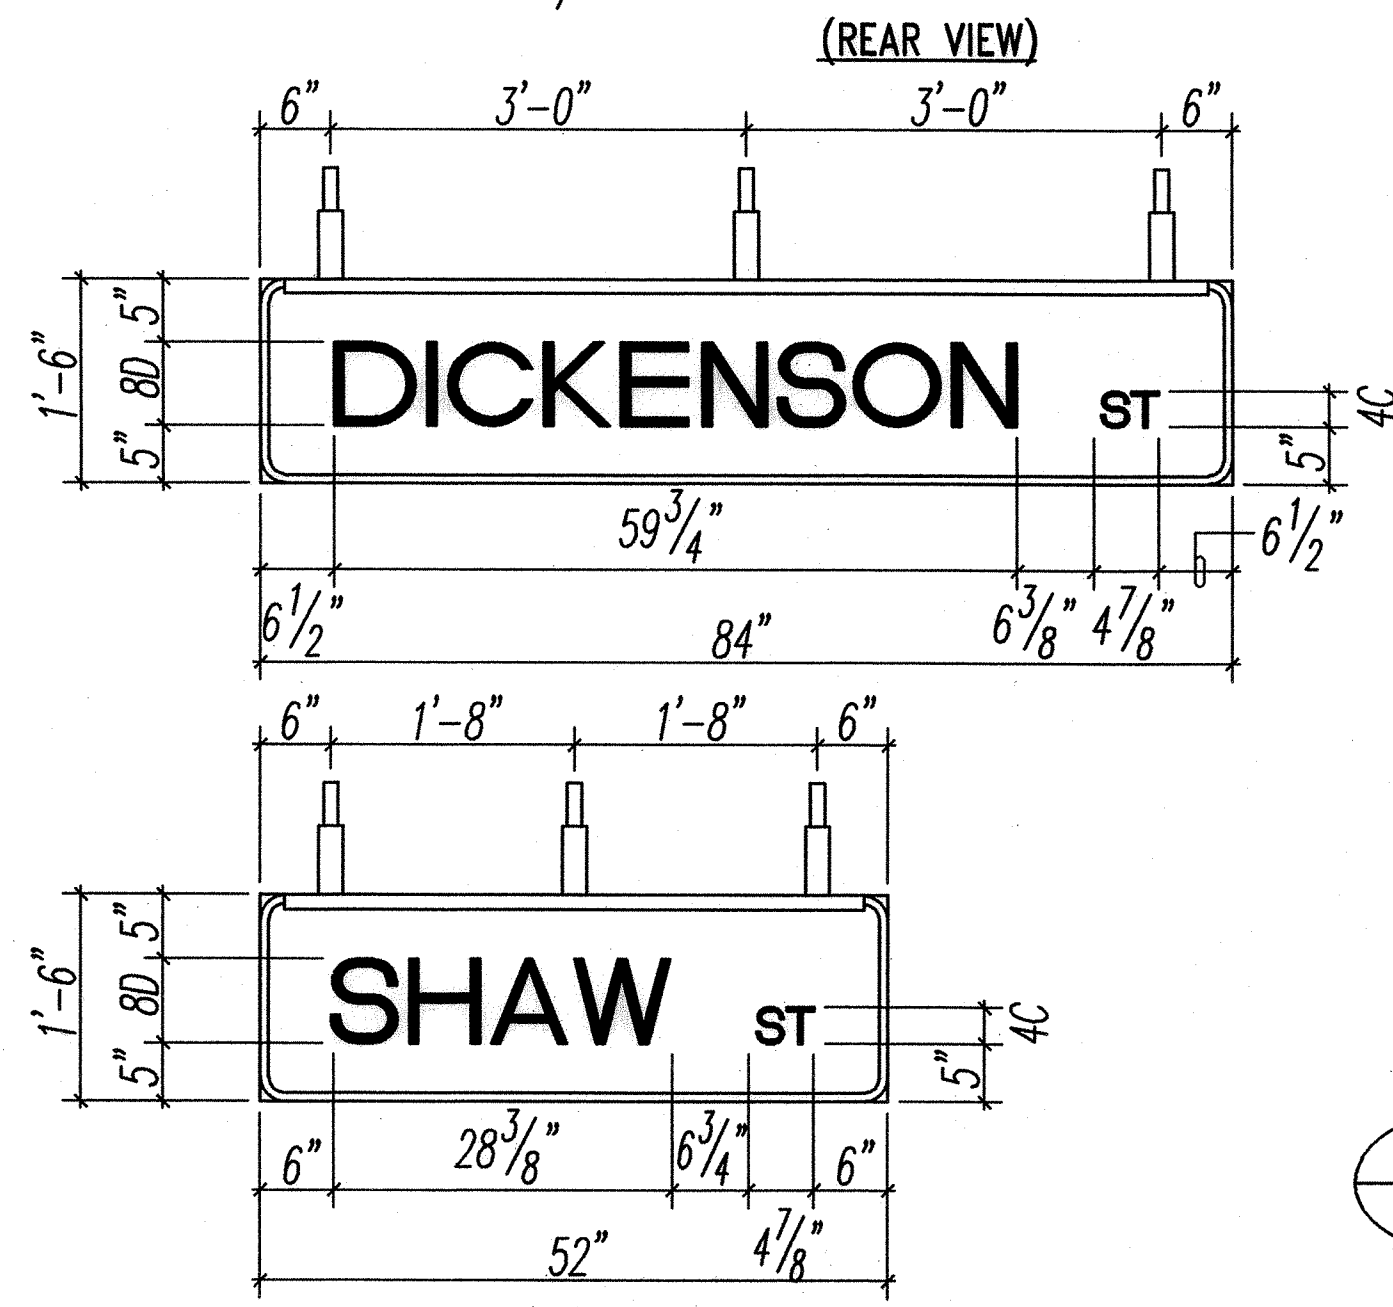 (REAR VIEW)
6" 3'-0" 3'-0" 6"
1'-6" 5" 8D 5"
DICKENSON ST
4C 5"
59 3/4" 6 1/2"
6 1/2" 6 3/8" 4 7/8"
84"
6" 1'-8" 1'-8" 6"
1'-6" 5" 8D 5"
SHAW ST
4C 5"
6" 28 3/8" 6 3/4" 6"
4 7/8"
52"